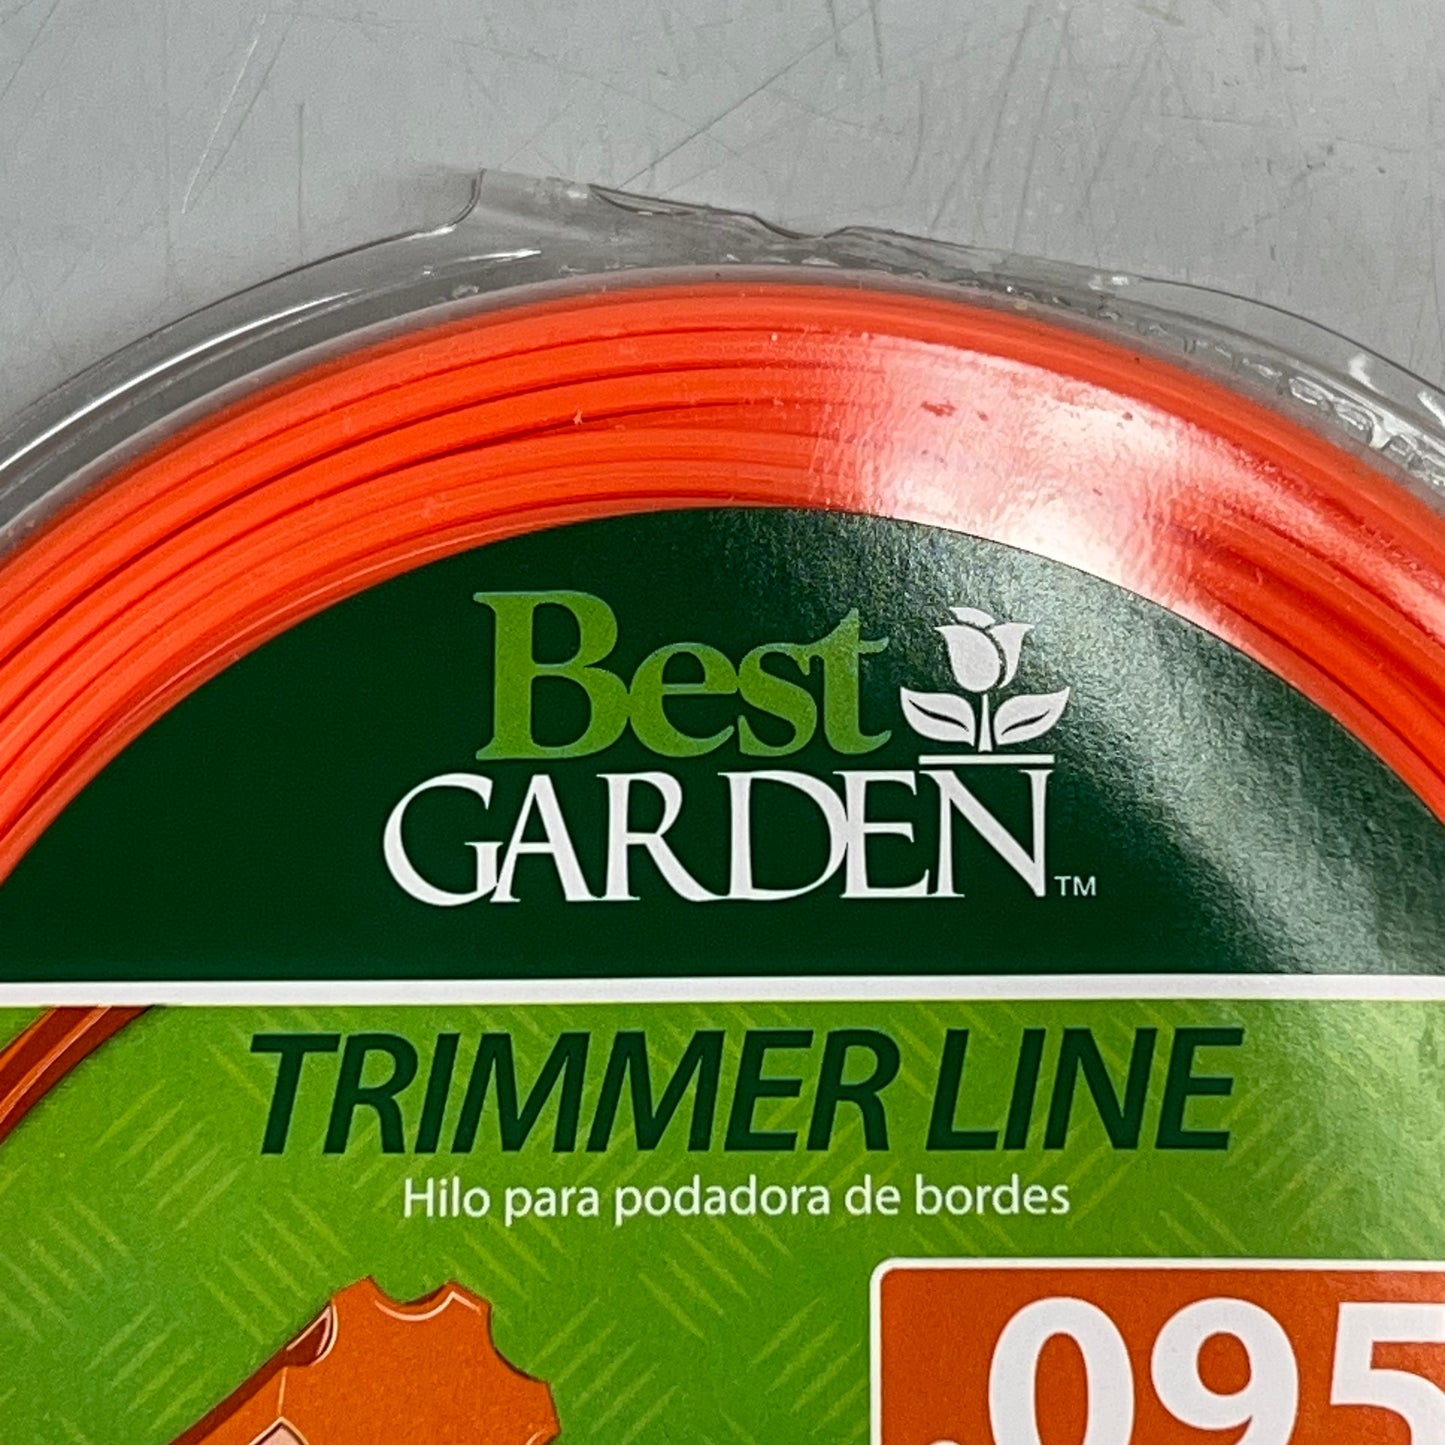 Best
GARDEN™
TRIMMER LINE
Hilo para podadora de bordes
.095